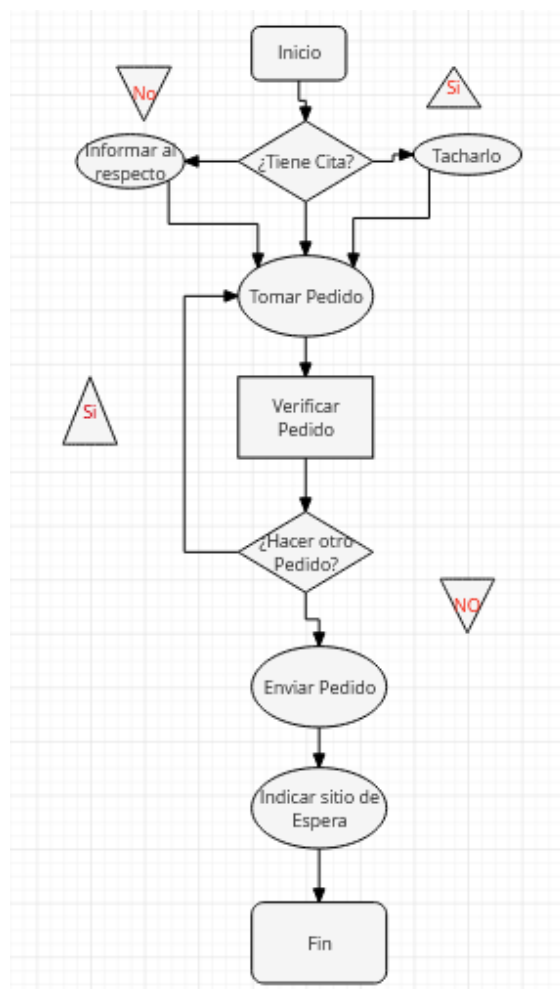 Inicio
No
Si
Informar al
respecto
¿Tiene Cita?
Tacharlo
Tomar Pedido
Verificar
Pedido
Si
¿Hacer otro
Pedido?
NO
Enviar Pedido
Indicar sitio de
Espera
Fin